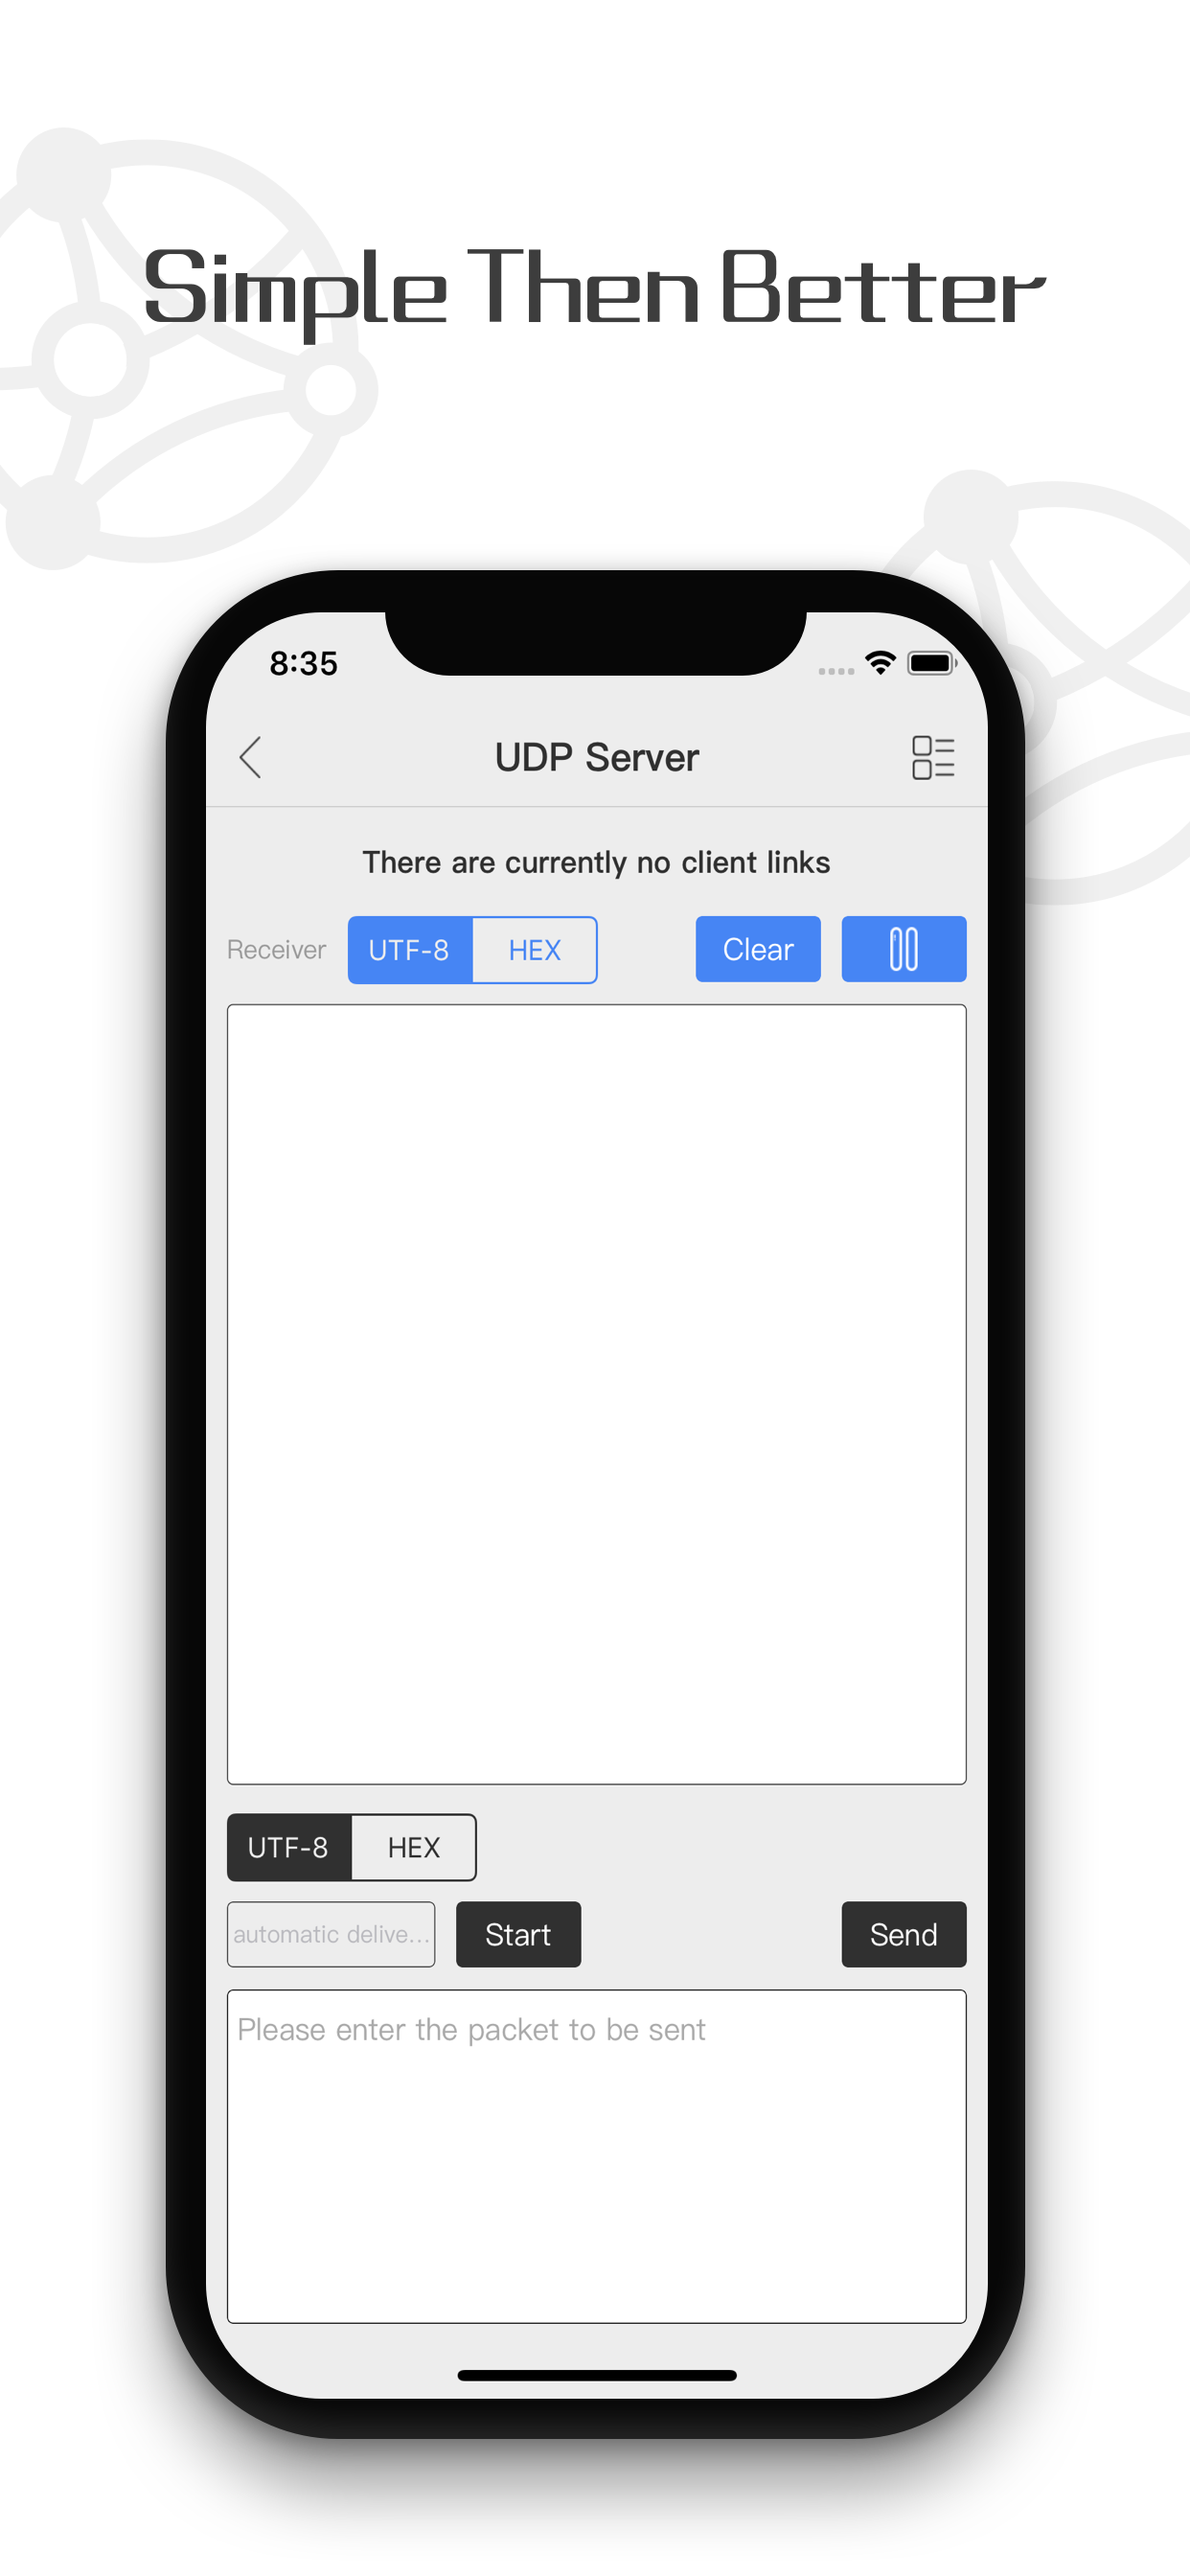 Simple Then Better
8:35
UDP Server
There are currently no client links
Receiver UTF-8 HEX Clear
UTF-8 HEX
automatic delive... Start Send
Please enter the packet to be sent